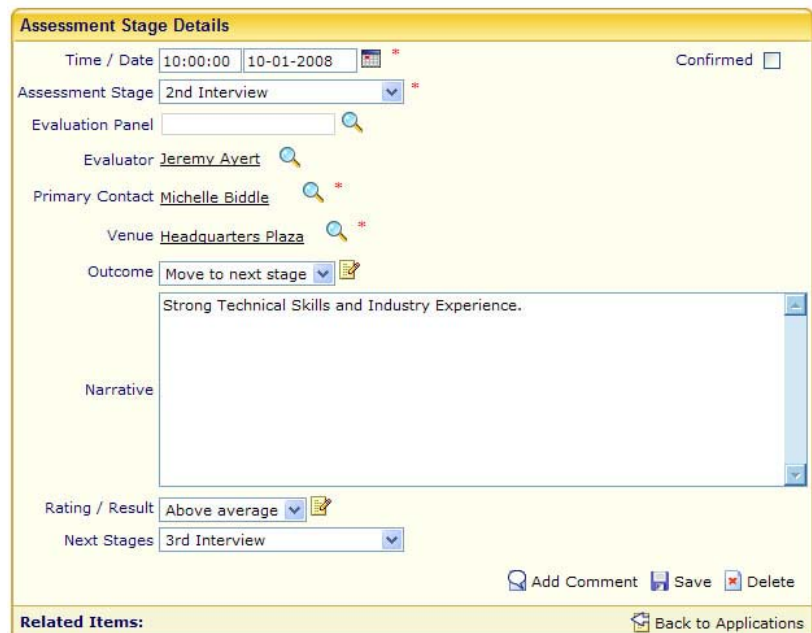 Assessment Stage Details
Time / Date 10:00:00 10-01-2008 * Confirmed
Assessment Stage 2nd Interview *
Evaluation Panel
Evaluator Jeremy Avert
Primary Contact Michelle Biddle *
Venue Headquarters Plaza *
Outcome Move to next stage
Strong Technical Skills and Industry Experience.
Narrative
Rating / Result Above average
Next Stages 3rd Interview
Add Comment Save Delete
Related Items: Back to Applications